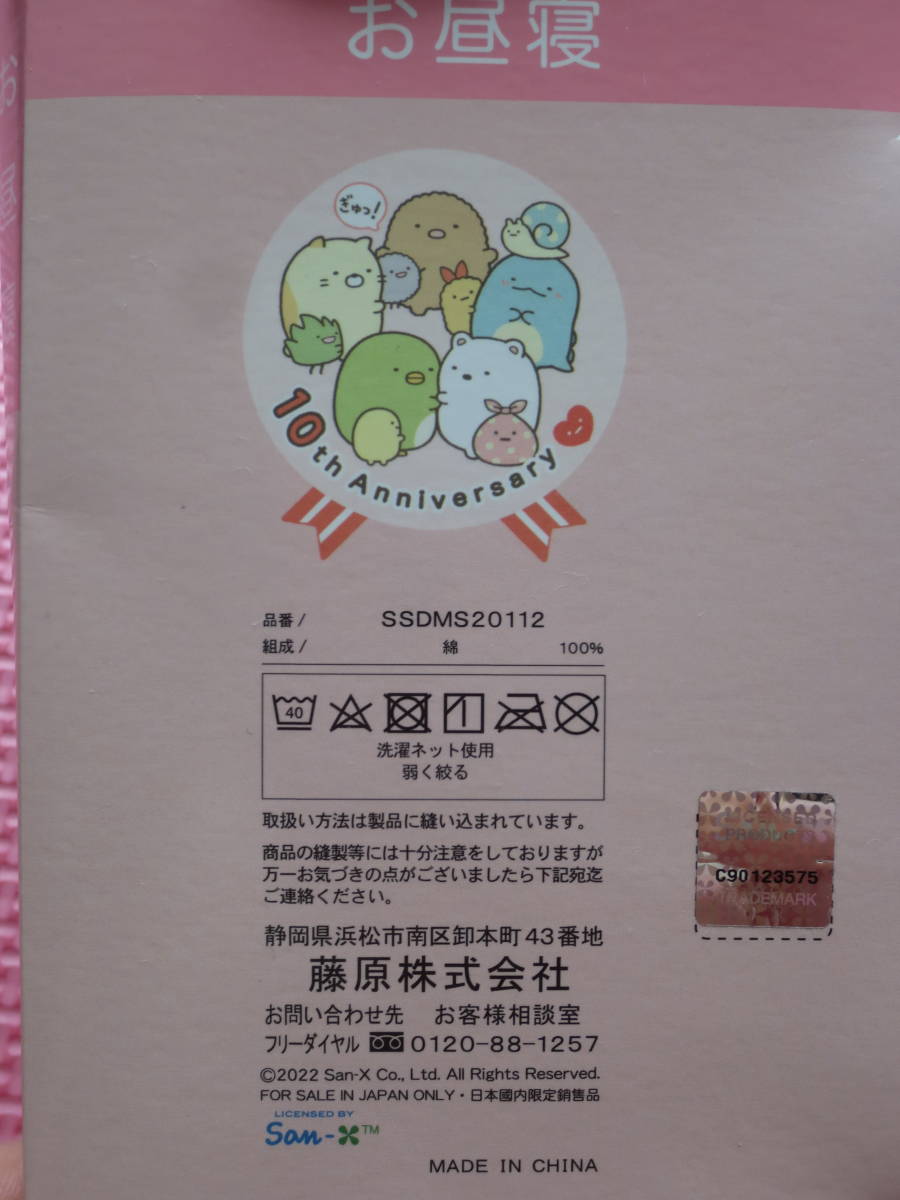 お昼寝
お
昼
ぎゅっ!
10th Anniversary
品番/ SSDMS20112
組成/ 綿 100%
40
洗濯ネット使用
弱く絞る
取扱い方法は製品に縫い込まれています。
商品の縫製等には十分注意をしておりますが
万一お気づきの点がございましたら下記宛迄
ご連絡ください。
LICENSED
PRODUCT
C90123575
TRADEMARK
静岡県浜松市南区卸本町43番地
藤原株式会社
お問い合わせ先 お客様相談室
フリーダイヤル 0120-88-1257
©2022 San-X Co., Ltd. All Rights Reserved.
FOR SALE IN JAPAN ONLY・日本國内限定銷售品
LICENSED BY
San-X™
MADE IN CHINA